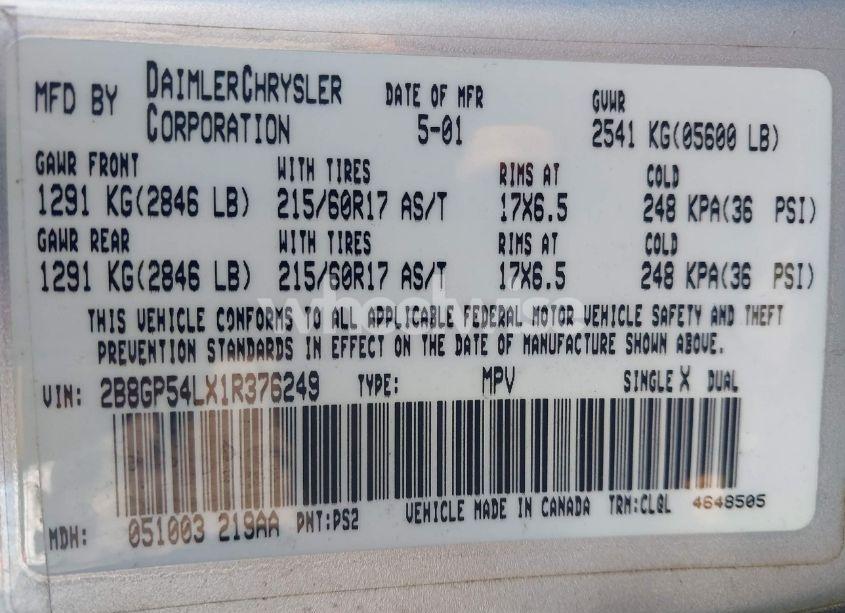 MFD BY DAIMLERCHRYSLER CORPORATION DATE OF MFR 5-01 GVWR 2541 KG(05600 LB)
GAWR FRONT WITH TIRES RIMS AT COLD
1291 KG(2846 LB) 215/60R17 AS/T 17X6.5 248 KPA(36 PSI)
GAWR REAR WITH TIRES RIMS AT COLD
1291 KG(2846 LB) 215/60R17 AS/T 17X6.5 248 KPA(36 PSI)
THIS VEHICLE CONFORMS TO ALL APPLICABLE FEDERAL MOTOR VEHICLE SAFETY AND THEFT
PREVENTION STANDARDS IN EFFECT ON THE DATE OF MANUFACTURE SHOWN ABOVE.
VIN: 2B8GP54LX1R376249 TYPE: MPV SINGLE X DUAL
MDH: 051003 219AA PNT:PS2 VEHICLE MADE IN CANADA TRM:CLQL 4648505